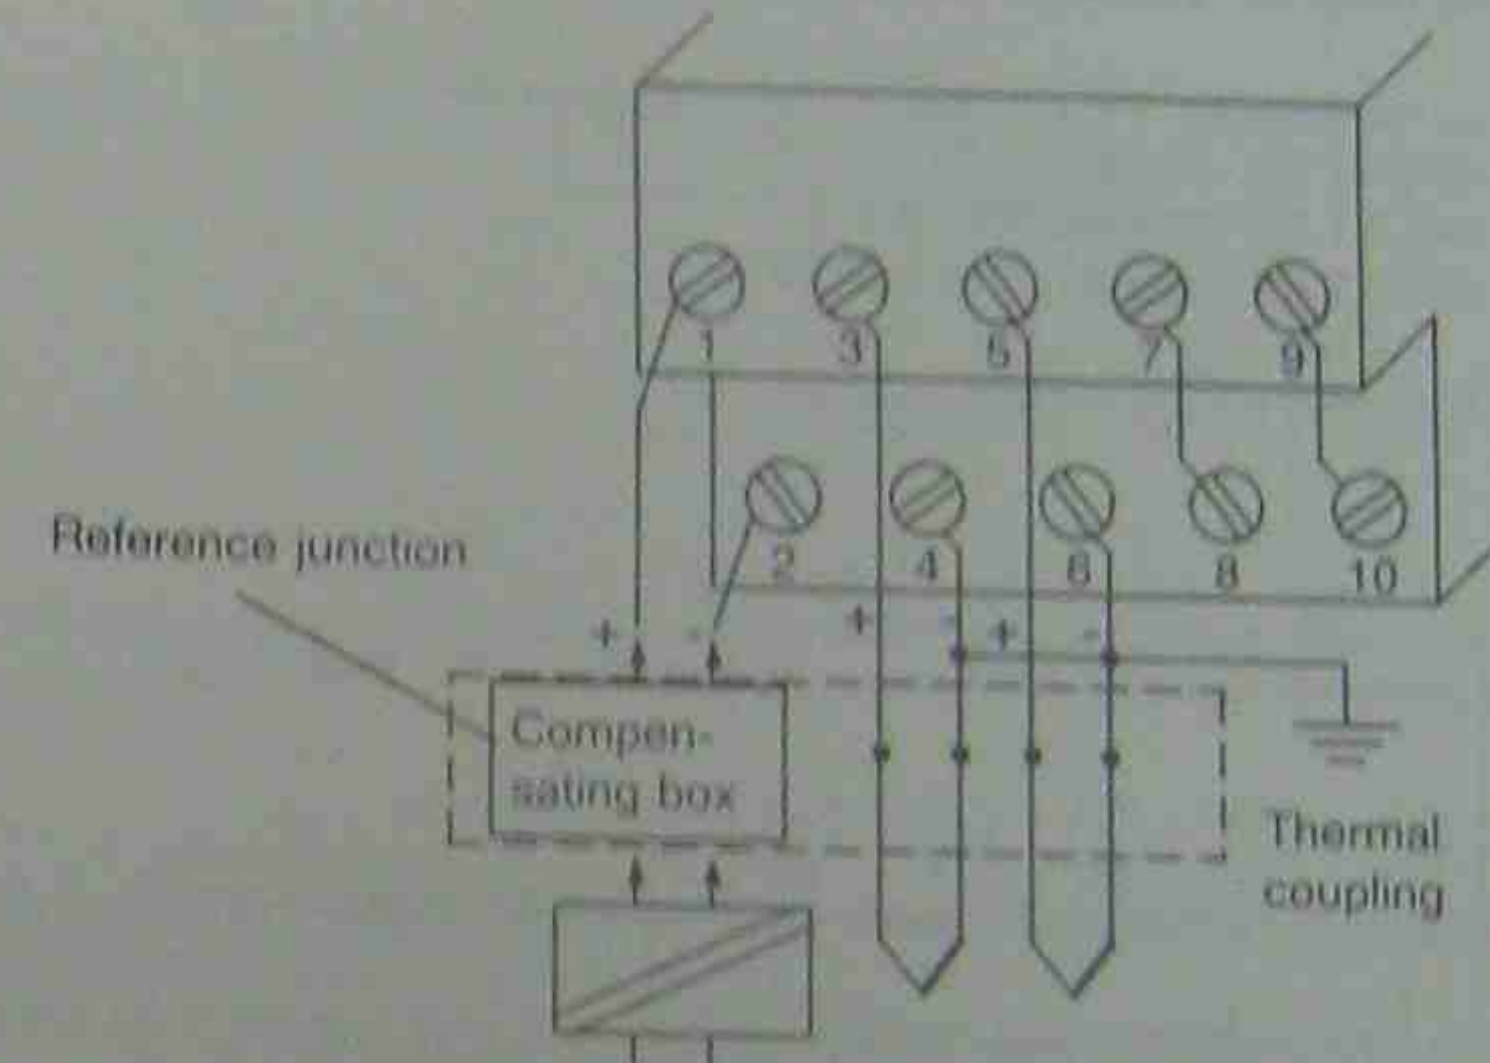 1 3 5 7 9
Reference junction
2 4 6 8 10
+ - + - + -
Compen-
sating box
Thermal
coupling